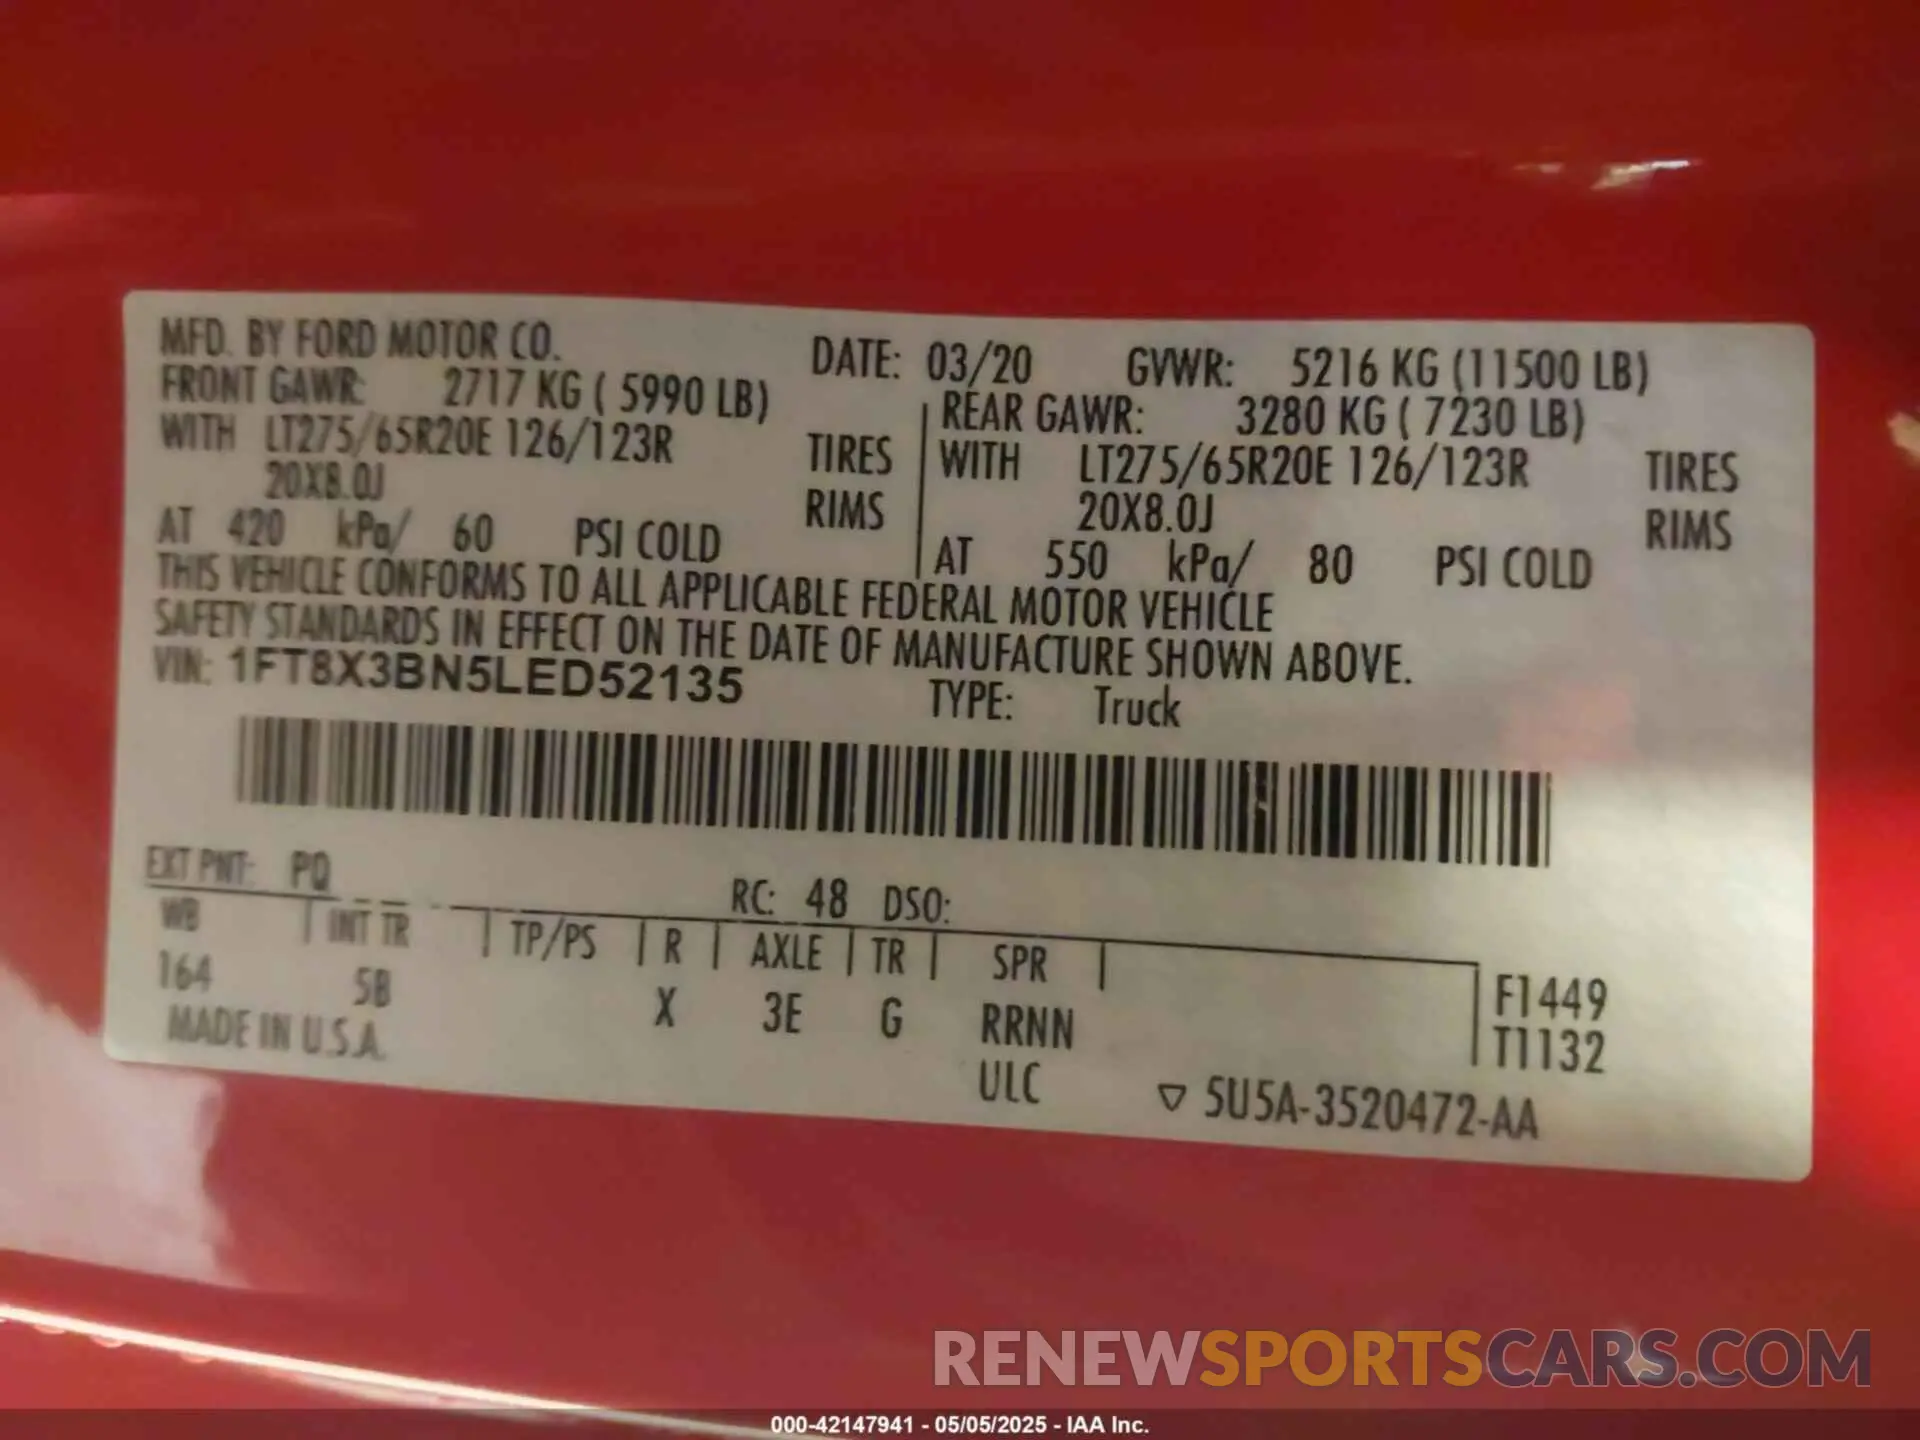 MFD. BY FORD MOTOR CO. DATE: 03/20 GVWR: 5216 KG (11500 LB)
FRONT GAWR: 2717 KG ( 5990 LB) REAR GAWR: 3280 KG ( 7230 LB)
WITH LT275/65R20E 126/123R TIRES WITH LT275/65R20E 126/123R TIRES
20X8.0J RIMS 20X8.0J RIMS
AT 420 kPa/ 60 PSI COLD AT 550 kPa/ 80 PSI COLD
THIS VEHICLE CONFORMS TO ALL APPLICABLE FEDERAL MOTOR VEHICLE
SAFETY STANDARDS IN EFFECT ON THE DATE OF MANUFACTURE SHOWN ABOVE.
VIN: 1FT8X3BN5LED52135 TYPE: Truck
EXT PNT: PQ RC: 48 DSO:
WB INT TR TP/PS R AXLE TR SPR
164 5B X 3E G RRNN F1449
MADE IN U.S.A. ULC T1132
5U5A-3520472-AA
RENEWSPORTSCARS.COM
000-42147941 - 05/05/2025 - IAA Inc.